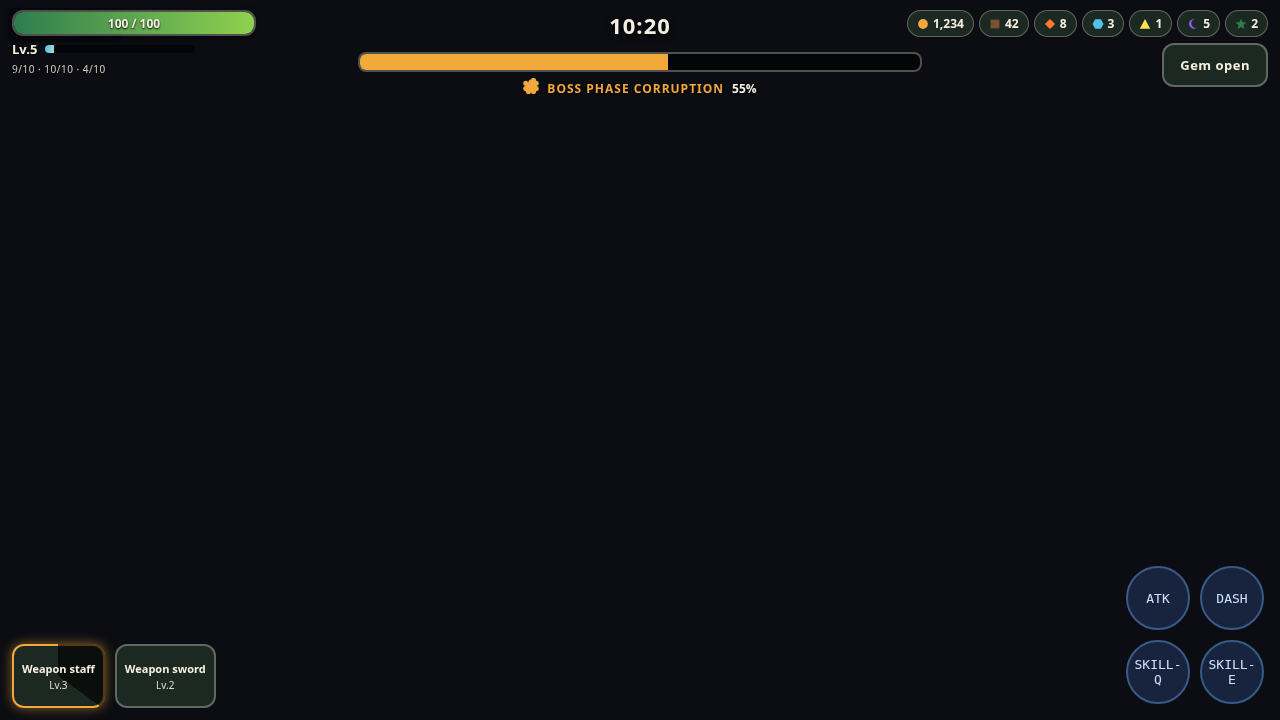 100 / 100
Lv.5
9/10 · 10/10 · 4/10
10:20
BOSS PHASE CORRUPTION 55%
1,234 42 8 3 1 5 2
Gem open
ATK DASH
SKILL-Q SKILL-E
Weapon staff
Lv.3
Weapon sword
Lv.2